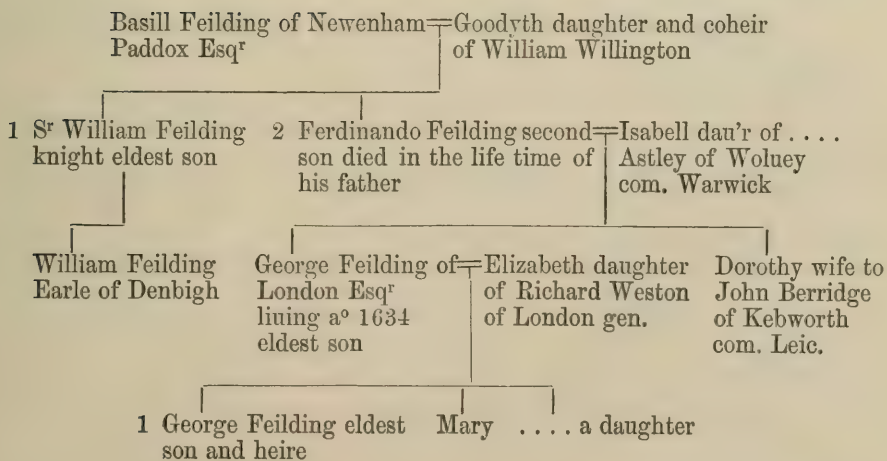 Basill Feilding of Newenham Goodyth daughter and coheir
Paddox Esqr of William Willington
1 Sr William Feilding 2 Ferdinando Feilding second Isabell dau'r of . . . .
knight eldest son son died in the life time of Astley of Woluey
his father com. Warwick
William Feilding George Feilding of Elizabeth daughter Dorothy wife to
Earle of Denbigh London Esqr of Richard Weston John Berridge
liuing ao 1634 of London gen. of Kebworth
eldest son com. Leic.
1 George Feilding eldest Mary . . . . a daughter
son and heire